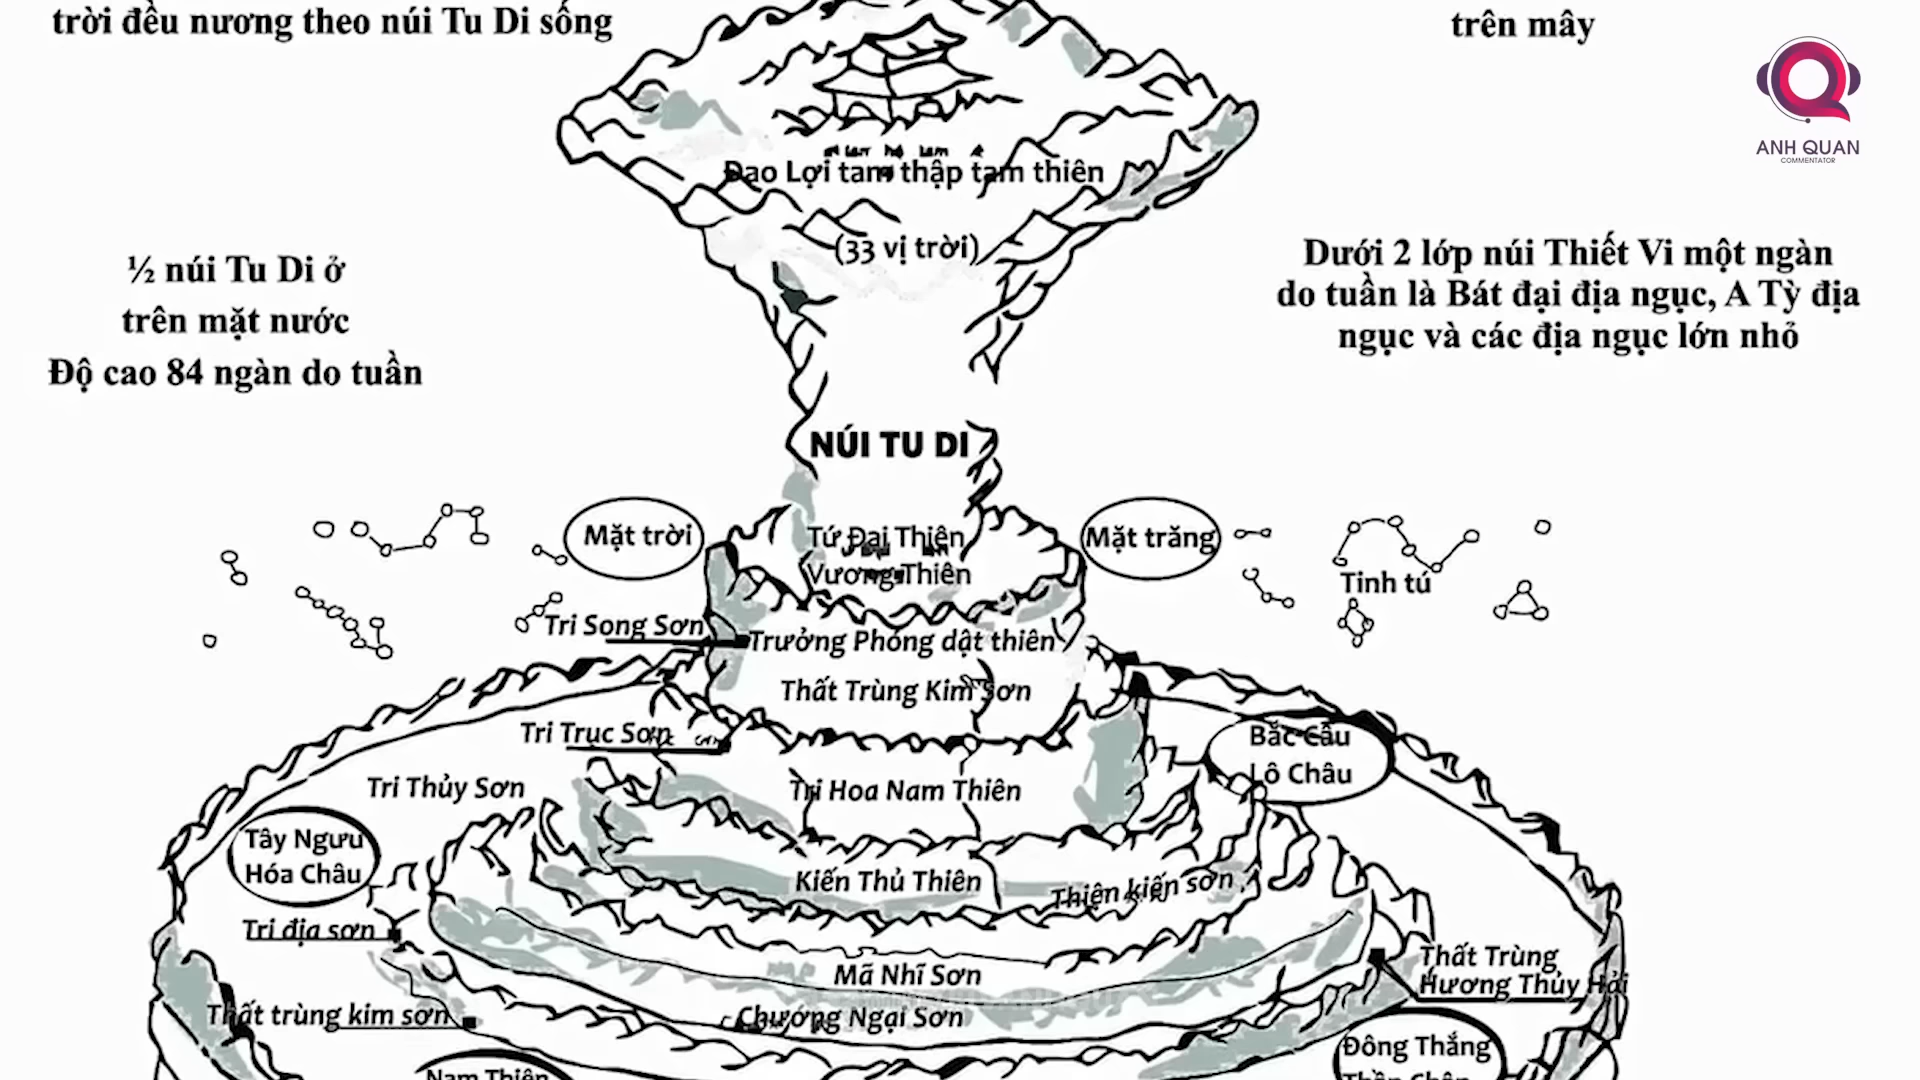 trời đều nương theo núi Tu Di sống
trên mây
ANH QUAN
COMMENTATOR
Đao Lợi tam thập tam thiên
(33 vị trời)
½ núi Tu Di ở
trên mặt nước
Độ cao 84 ngàn do tuần
Dưới 2 lớp núi Thiết Vi một ngàn
do tuần là Bát đại địa ngục, A Tỳ địa
ngục và các địa ngục lớn nhỏ
NÚI TU DI
Mặt trời
Tứ Đại Thiên
Vương Thiên
Mặt trăng
Tinh tú
Tri Song Sơn
Trưởng Phóng dật thiên
Thất Trùng Kim Sơn
Tri Trục Sơn
Bắc Câu
Lô Châu
Tri Thủy Sơn
Tri Hoa Nam Thiên
Tây Ngưu
Hóa Châu
Kiến Thủ Thiên
Thiện kiến sơn
Tri địa sơn
Mã Nhĩ Sơn
Thất Trùng
Hương Thủy Hải
Thất trùng kim sơn
Chướng Ngại Sơn
Đông Thắng
Thần Châu
Nam Thiên